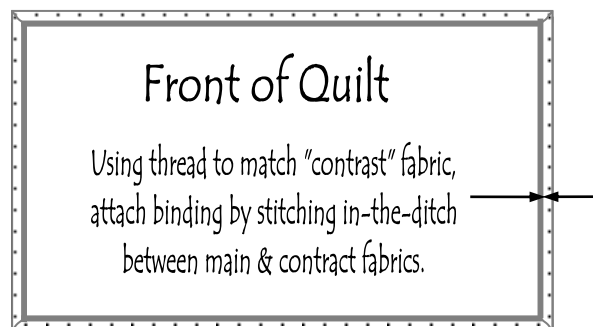 Front of Quilt
Using thread to match "contrast" fabric,
attach binding by stitching in-the-ditch
between main & contract fabrics.